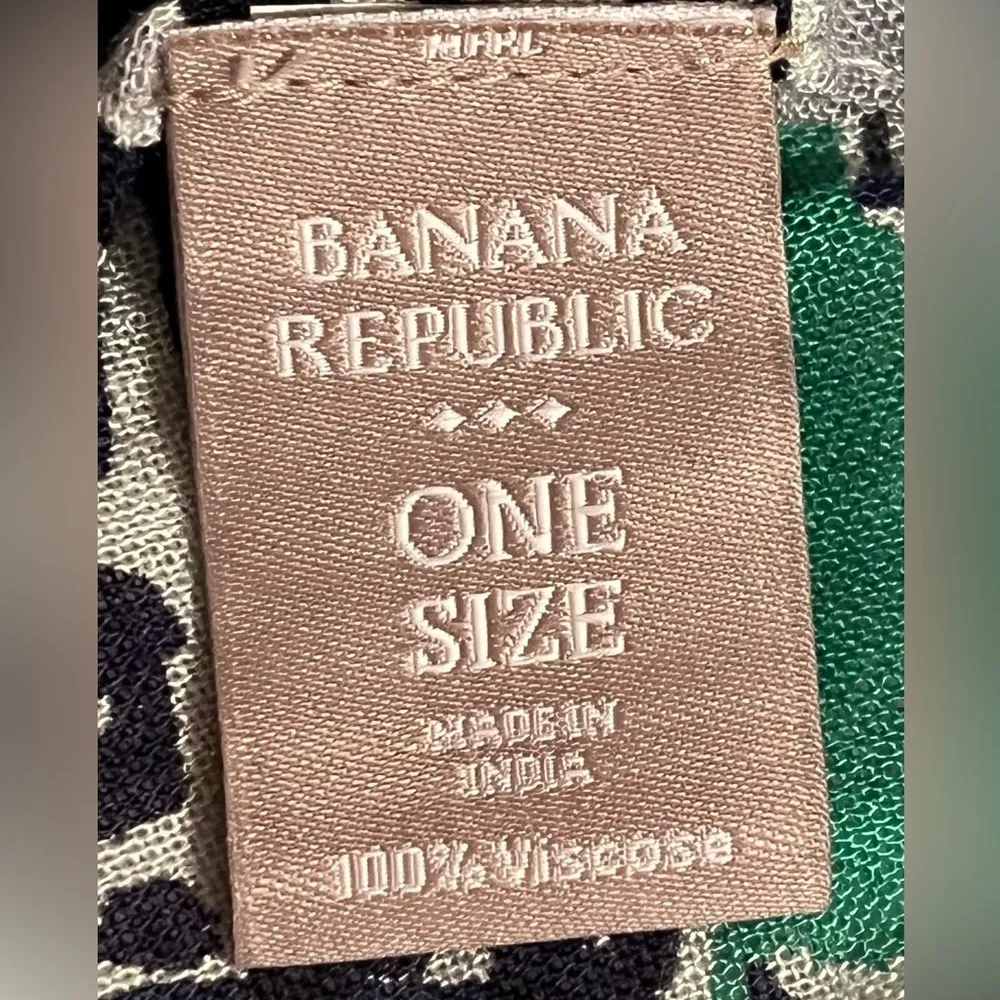 BANANA
REPUBLIC
ONE
SIZE
MADE IN
INDIA
100% Viscose